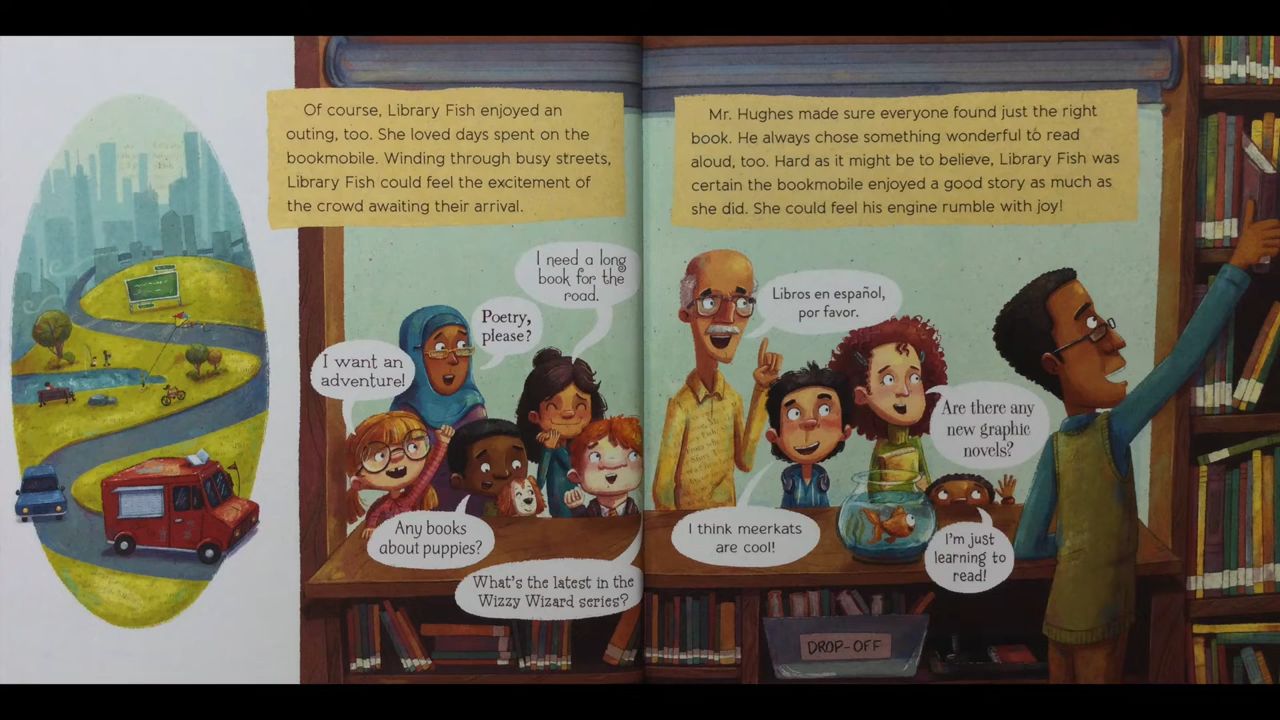 Of course, Library Fish enjoyed an
outing, too. She loved days spent on the
bookmobile. Winding through busy streets,
Library Fish could feel the excitement of
the crowd awaiting their arrival.
I need a long
book for the
road.
Poetry,
please?
I want an
adventure!
Any books
about puppies?
What's the latest in the
Wizzy Wizard series?
Mr. Hughes made sure everyone found just the right
book. He always chose something wonderful to read
aloud, too. Hard as it might be to believe, Library Fish was
certain the bookmobile enjoyed a good story as much as
she did. She could feel his engine rumble with joy!
Libros en español,
por favor.
Are there any
new graphic
novels?
I think meerkats
are cool!
I'm just
learning to
read!
DROP-OFF